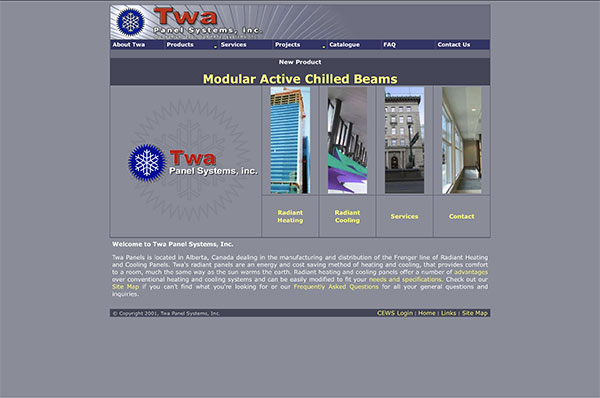 Twa
Panel Systems, inc.
About Twa Products Services Projects Catalogue FAQ Contact Us
New Product
Modular Active Chilled Beams
Twa
Panel Systems, inc.
Radiant Heating
Radiant Cooling
Services
Contact
Welcome to Twa Panel Systems, Inc.
Twa Panels is located in Alberta, Canada dealing in the manufacturing and distribution of the Frenger line of Radiant Heating
and Cooling Panels. Twa's radiant panels are an energy and cost saving method of heating and cooling, that provides comfort
to a room, much the same way as the sun warms the earth. Radiant heating and cooling panels offer a number of advantages
over conventional heating and cooling systems and can be easily modified to fit your needs and specifications. Check out our
Site Map if you can't find what you're looking for or our Frequently Asked Questions for all your general questions and
inquiries.
© Copyright 2001, Twa Panel Systems, Inc. CEWS Login | Home | Links | Site Map